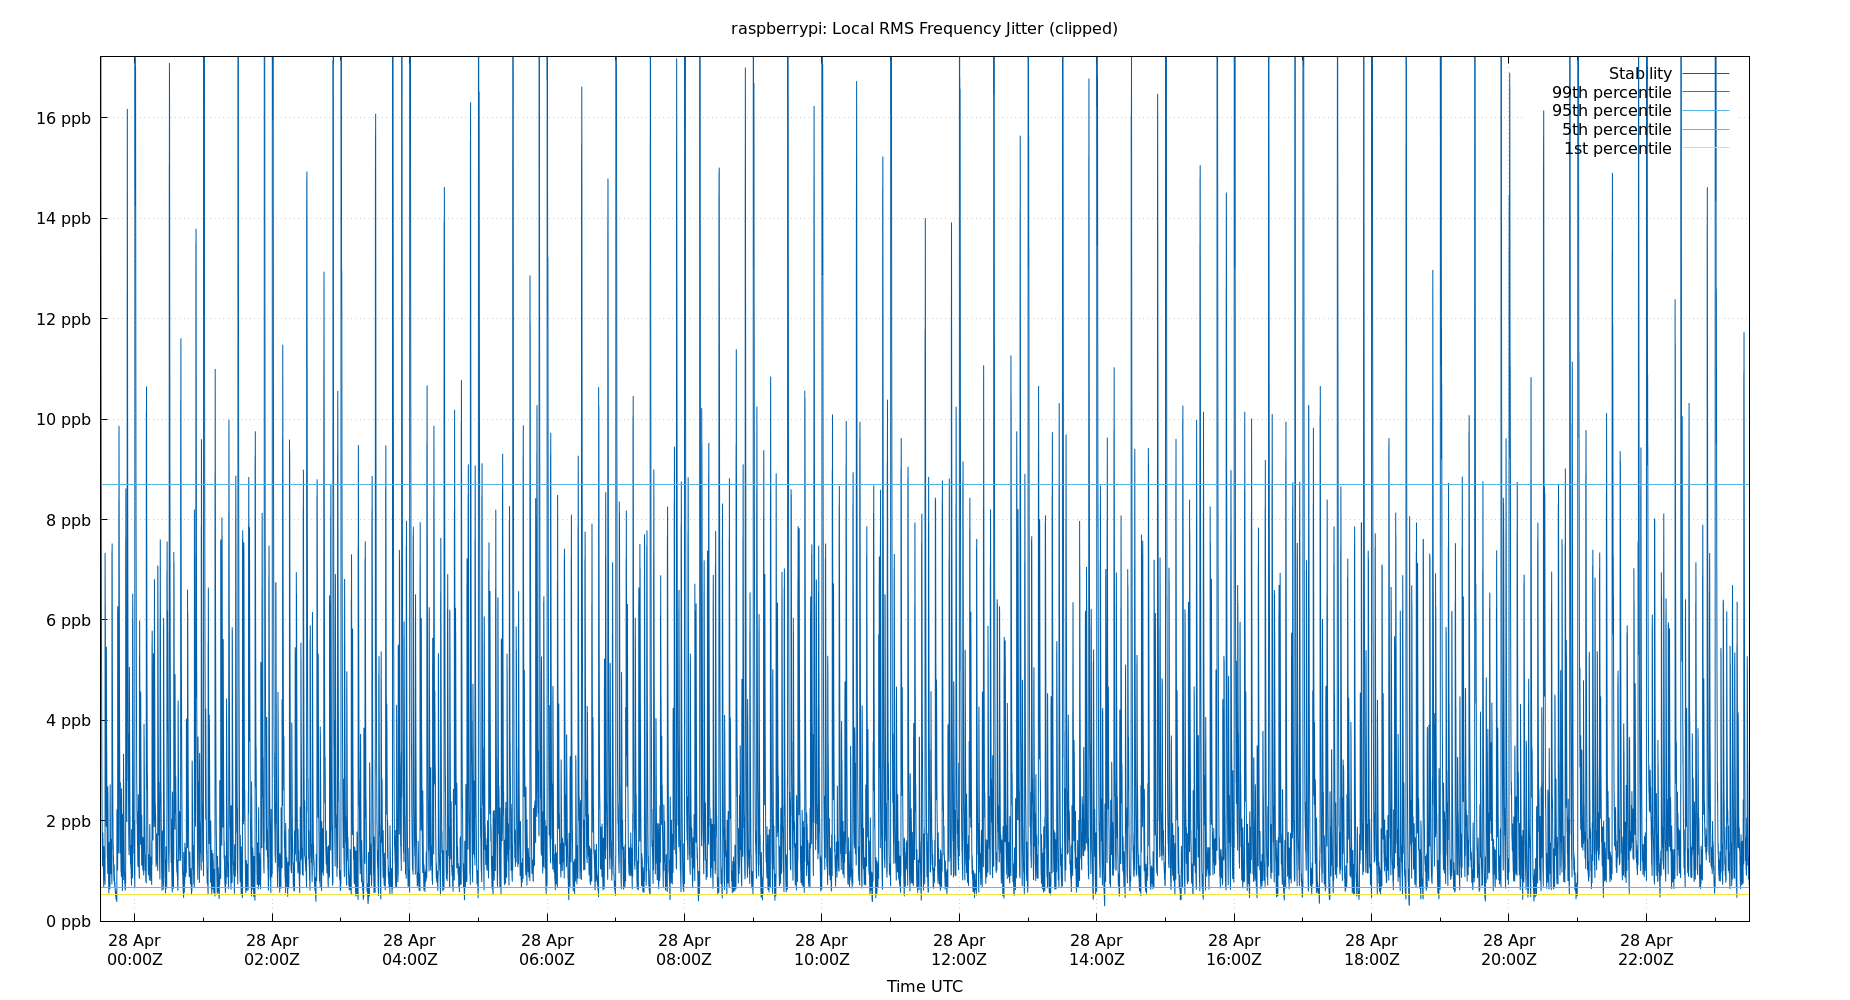 raspberrypi: Local RMS Frequency Jitter (clipped)
Stability
99th percentile
95th percentile
5th percentile
1st percentile
16 ppb
14 ppb
12 ppb
10 ppb
8 ppb
6 ppb
4 ppb
2 ppb
0 ppb
28 Apr 28 Apr 28 Apr 28 Apr 28 Apr 28 Apr 28 Apr 28 Apr 28 Apr 28 Apr 28 Apr 28 Apr
00:00Z 02:00Z 04:00Z 06:00Z 08:00Z 10:00Z 12:00Z 14:00Z 16:00Z 18:00Z 20:00Z 22:00Z
Time UTC